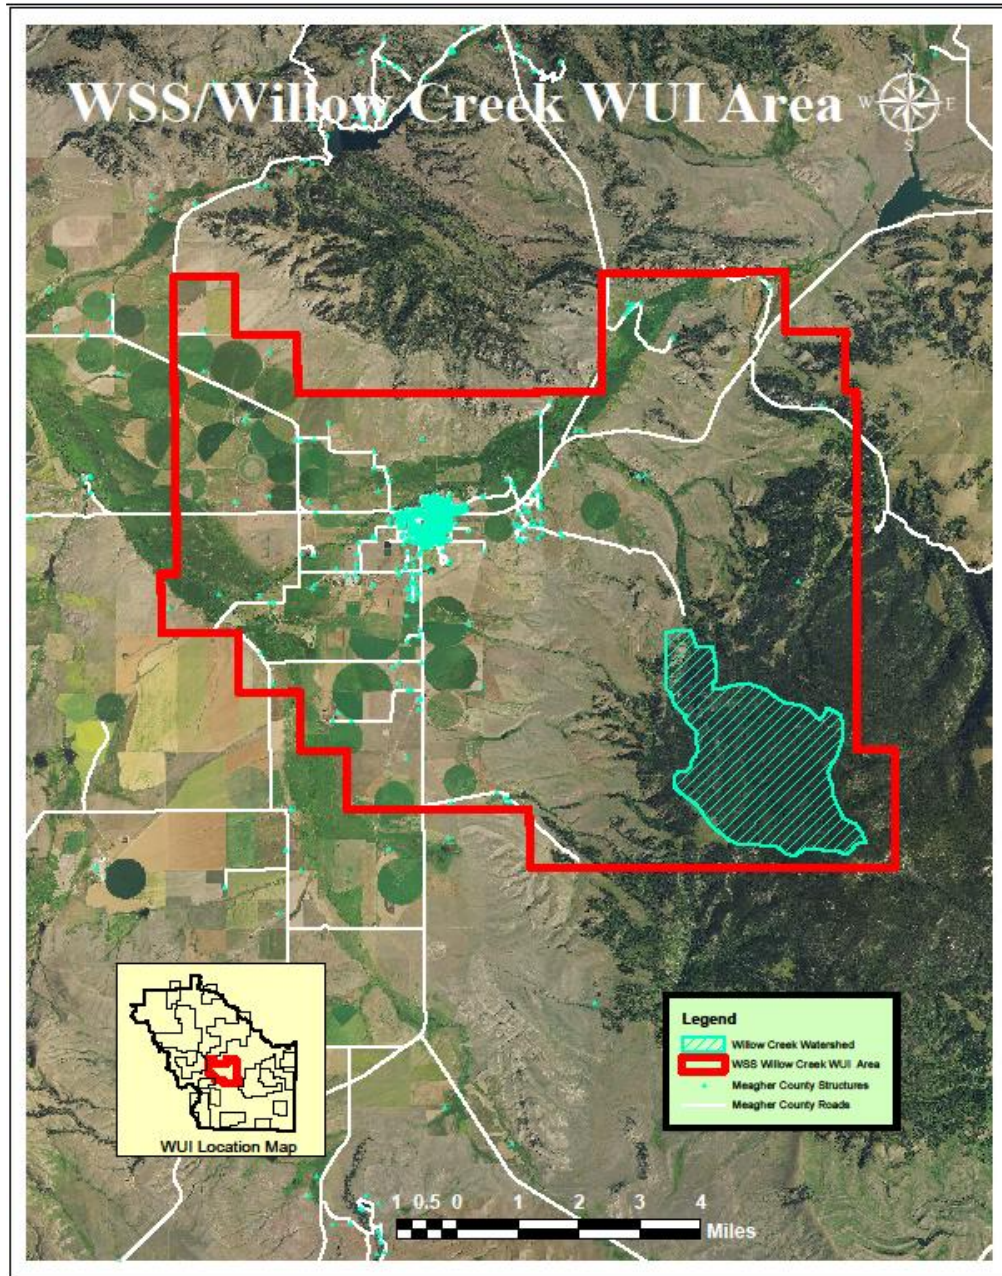 WSS/Willow Creek WUI Area
N
W E
S
Legend
Willow Creek Watershed
WSS Willow Creek WUI Area
Meagher County Structures
Meagher County Roads
WUI Location Map
1 0.5 0 1 2 3 4
Miles